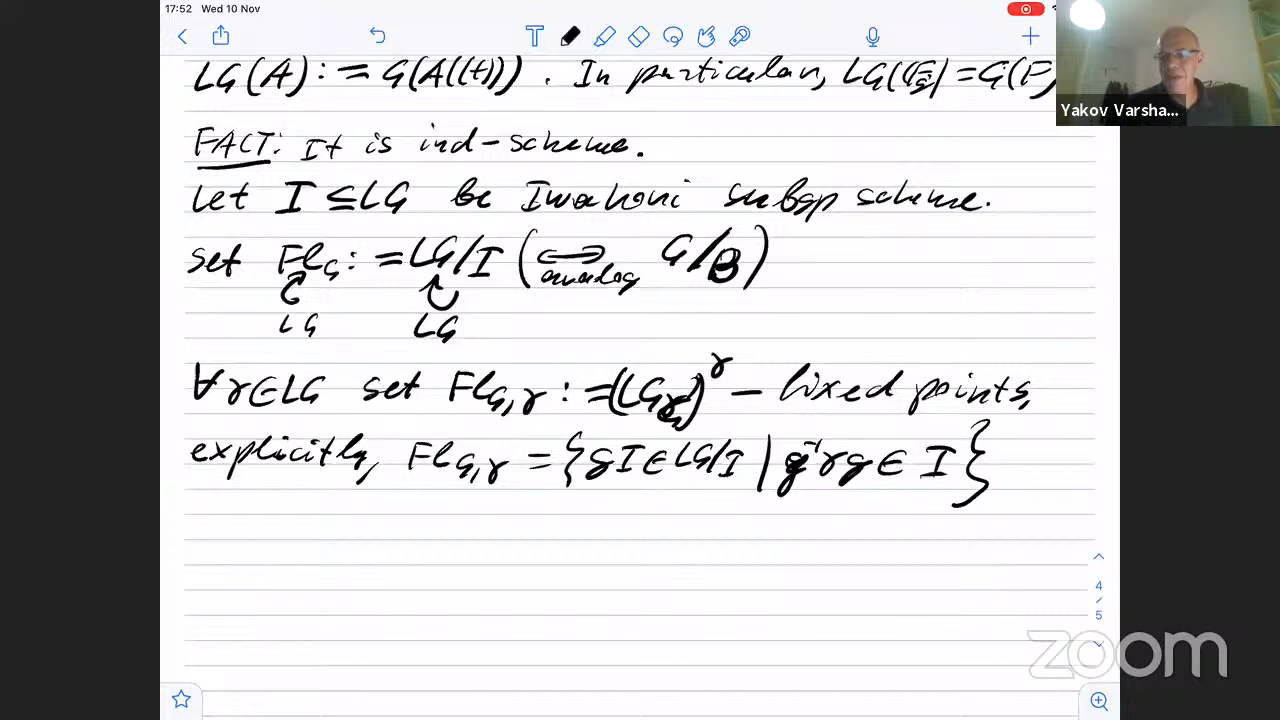 17:52 Wed 10 Nov
LG(A) := G(A((t))). In particular, LG(F_q) = G(F)
Yakov Varsha...
FACT: It is ind-scheme.
Let I ⊆ LG be Iwahori subgp scheme.
set Fl_G := LG/I (⟷ G/B)
analog
LG LG
∀γ∈LG set Fl_{G,γ} := (Fl_G)^γ – fixed points,
explicitly, Fl_{G,γ} = {gI ∈ LG/I | g⁻¹γg ∈ I}
4
/
5
zoom